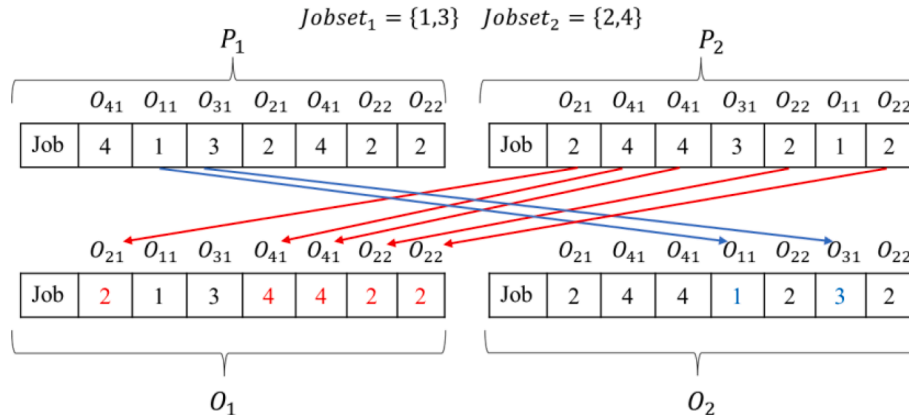 Jobset₁ = {1,3} Jobset₂ = {2,4}
P₁ P₂
O₄₁ O₁₁ O₃₁ O₂₁ O₄₁ O₂₂ O₂₂ O₂₁ O₄₁ O₄₁ O₃₁ O₂₂ O₁₁ O₂₂
Job 4 1 3 2 4 2 2 Job 2 4 4 3 2 1 2
O₂₁ O₁₁ O₃₁ O₄₁ O₄₁ O₂₂ O₂₂ O₂₁ O₄₁ O₄₁ O₁₁ O₂₂ O₃₁ O₂₂
Job 2 1 3 4 4 2 2 Job 2 4 4 1 2 3 2
O₁ O₂